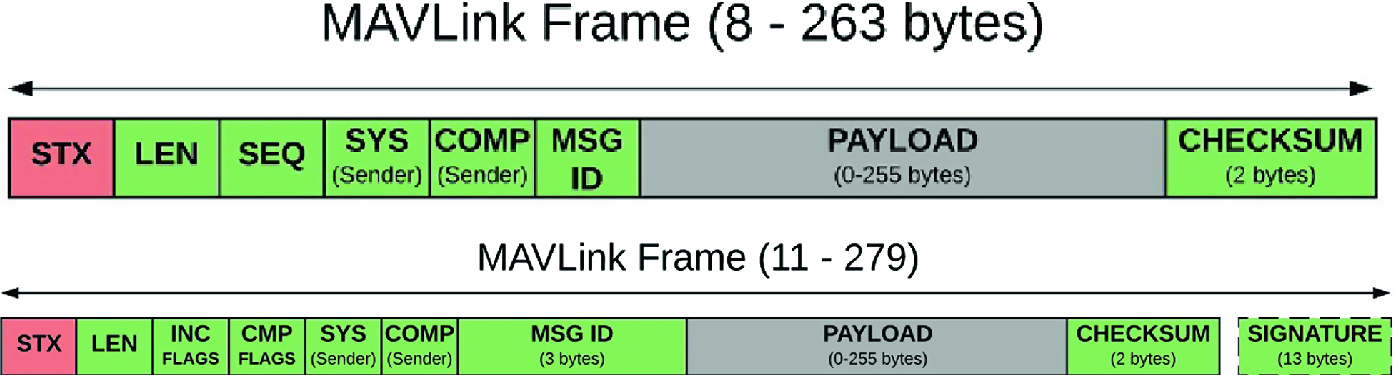 MAVLink Frame (8 - 263 bytes)
STX LEN SEQ SYS (Sender) COMP (Sender) MSG ID PAYLOAD (0-255 bytes) CHECKSUM (2 bytes)
MAVLink Frame (11 - 279)
STX LEN INC FLAGS CMP FLAGS SYS (Sender) COMP (Sender) MSG ID (3 bytes) PAYLOAD (0-255 bytes) CHECKSUM (2 bytes) SIGNATURE (13 bytes)